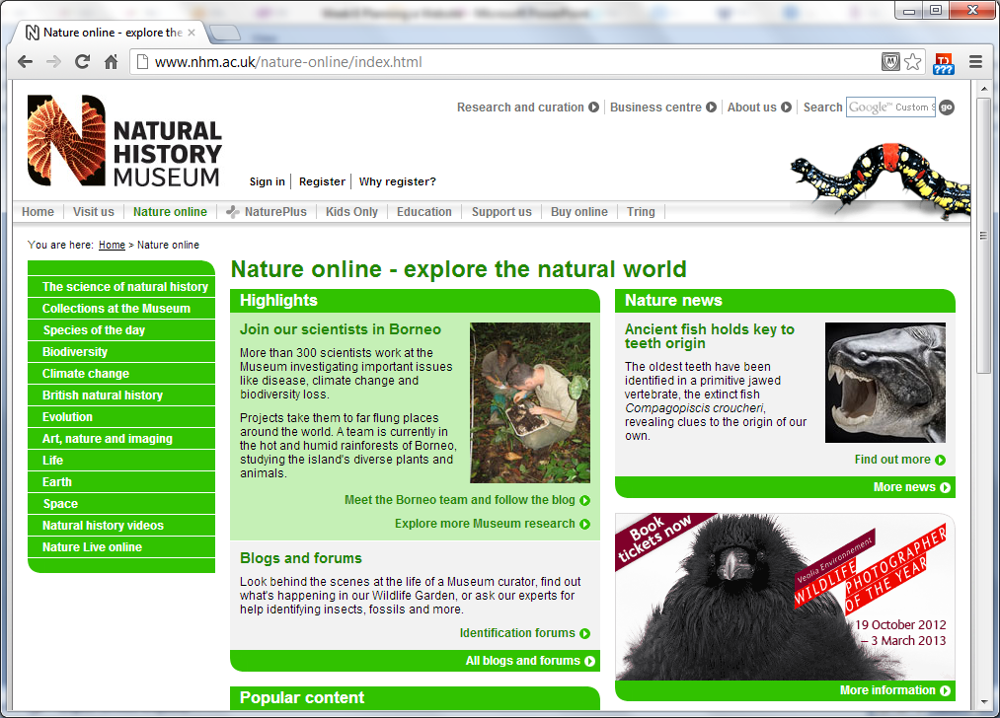 Nature online - explore the
www.nhm.ac.uk/nature-online/index.html
TD
???
Research and curation
Business centre
About us
Search
Google™ Custom S
go
NATURAL
HISTORY
MUSEUM
Sign in
Register
Why register?
Home
Visit us
Nature online
NaturePlus
Kids Only
Education
Support us
Buy online
Tring
You are here: Home > Nature online
The science of natural history
Collections at the Museum
Species of the day
Biodiversity
Climate change
British natural history
Evolution
Art, nature and imaging
Life
Earth
Space
Natural history videos
Nature Live online
Nature online - explore the natural world
Highlights
Join our scientists in Borneo
More than 300 scientists work at the
Museum investigating important issues
like disease, climate change and
biodiversity loss.
Projects take them to far flung places
around the world. A team is currently in
the hot and humid rainforests of Borneo,
studying the island's diverse plants and
animals.
Meet the Borneo team and follow the blog
Explore more Museum research
Blogs and forums
Look behind the scenes at the life of a Museum curator, find out
what's happening in our Wildlife Garden, or ask our experts for
help identifying insects, fossils and more.
Identification forums
All blogs and forums
Popular content
Nature news
Ancient fish holds key to
teeth origin
The oldest teeth have been
identified in a primitive jawed
vertebrate, the extinct fish
Compagopiscis croucheri,
revealing clues to the origin of our
own.
Find out more
More news
Book
tickets now
Veolia Environnement
WILDLIFE
PHOTOGRAPHER
OF THE YEAR
19 October 2012
– 3 March 2013
More information